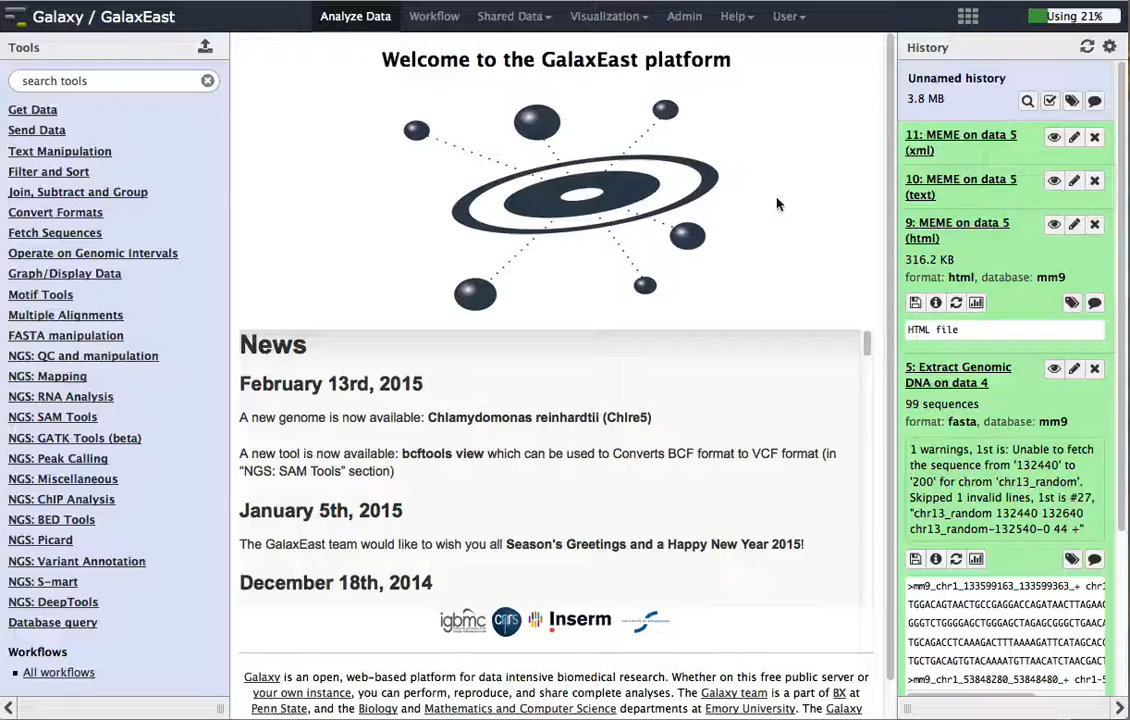 Galaxy / GalaxEast
Analyze Data
Workflow
Shared Data
Visualization
Admin
Help
User
Using 21%
Tools
search tools
Get Data
Send Data
Text Manipulation
Filter and Sort
Join, Subtract and Group
Convert Formats
Fetch Sequences
Operate on Genomic Intervals
Graph/Display Data
Motif Tools
Multiple Alignments
FASTA manipulation
NGS: QC and manipulation
NGS: Mapping
NGS: RNA Analysis
NGS: SAM Tools
NGS: GATK Tools (beta)
NGS: Peak Calling
NGS: Miscellaneous
NGS: ChIP Analysis
NGS: BED Tools
NGS: Picard
NGS: Variant Annotation
NGS: S-mart
NGS: DeepTools
Database query
Workflows
All workflows
Welcome to the GalaxEast platform
News
February 13rd, 2015
A new genome is now available: Chlamydomonas reinhardtii (Chlre5)
A new tool is now available: bcftools view which can be used to Converts BCF format to VCF format (in
"NGS: SAM Tools" section)
January 5th, 2015
The GalaxEast team would like to wish you all Season's Greetings and a Happy New Year 2015!
December 18th, 2014
igbmc
cnrs
Inserm
Galaxy is an open, web-based platform for data intensive biomedical research. Whether on this free public server or
your own instance, you can perform, reproduce, and share complete analyses. The Galaxy team is a part of BX at
Penn State, and the Biology and Mathematics and Computer Science departments at Emory University. The Galaxy
History
Unnamed history
3.8 MB
11: MEME on data 5
(xml)
10: MEME on data 5
(text)
9: MEME on data 5
(html)
316.2 KB
format: html, database: mm9
HTML file
5: Extract Genomic
DNA on data 4
99 sequences
format: fasta, database: mm9
1 warnings, 1st is: Unable to fetch
the sequence from '132440' to
'200' for chrom 'chr13_random'.
Skipped 1 invalid lines, 1st is #27,
"chr13_random 132440 132640
chr13_random-132540-0 44 +"
>mm9_chr1_133599163_133599363_+ chr1
TGGACAGTAACTGCCGAGGACCAGATAACTTAGAAG
GGGTCTGGGGAGCTGGGAGCTAGAGCGGGCTGAACA
TGCAGACCTCAAAGACTTTAAAAGATTCATAGCAC
TGCTGACAGTGTACAAAATGTTAACATCTAACGACT
>mm9_chr1_53848280_53848480_+ chr1-5